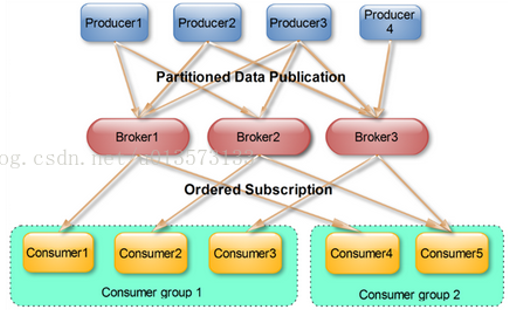 Producer1
Producer2
Producer3
Producer
4
Partitioned Data Publication
Broker1
Broker2
Broker3
Ordered Subscription
Consumer1
Consumer2
Consumer3
Consumer4
Consumer5
Consumer group 1
Consumer group 2